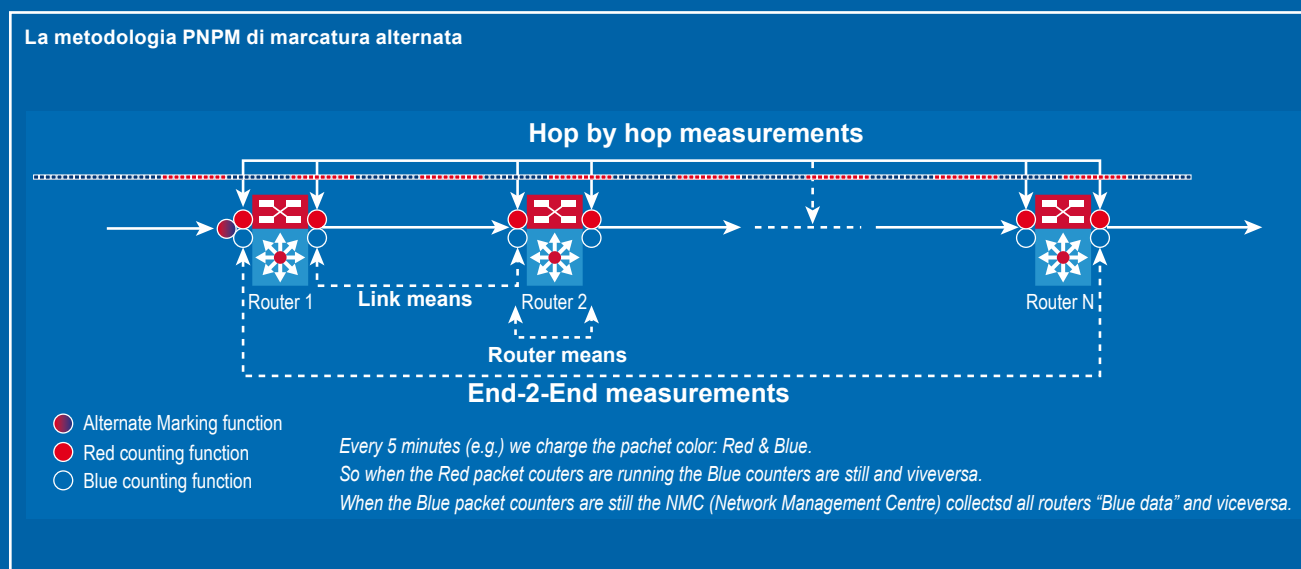 La metodologia PNPM di marcatura alternata
Hop by hop measurements
Router 1
Link means
Router 2
Router N
Router means
End-2-End measurements
Alternate Marking function
Red counting function
Blue counting function
Every 5 minutes (e.g.) we charge the pachet color: Red & Blue.
So when the Red packet couters are running the Blue counters are still and viveversa.
When the Blue packet counters are still the NMC (Network Management Centre) collectsd all routers “Blue data” and viceversa.